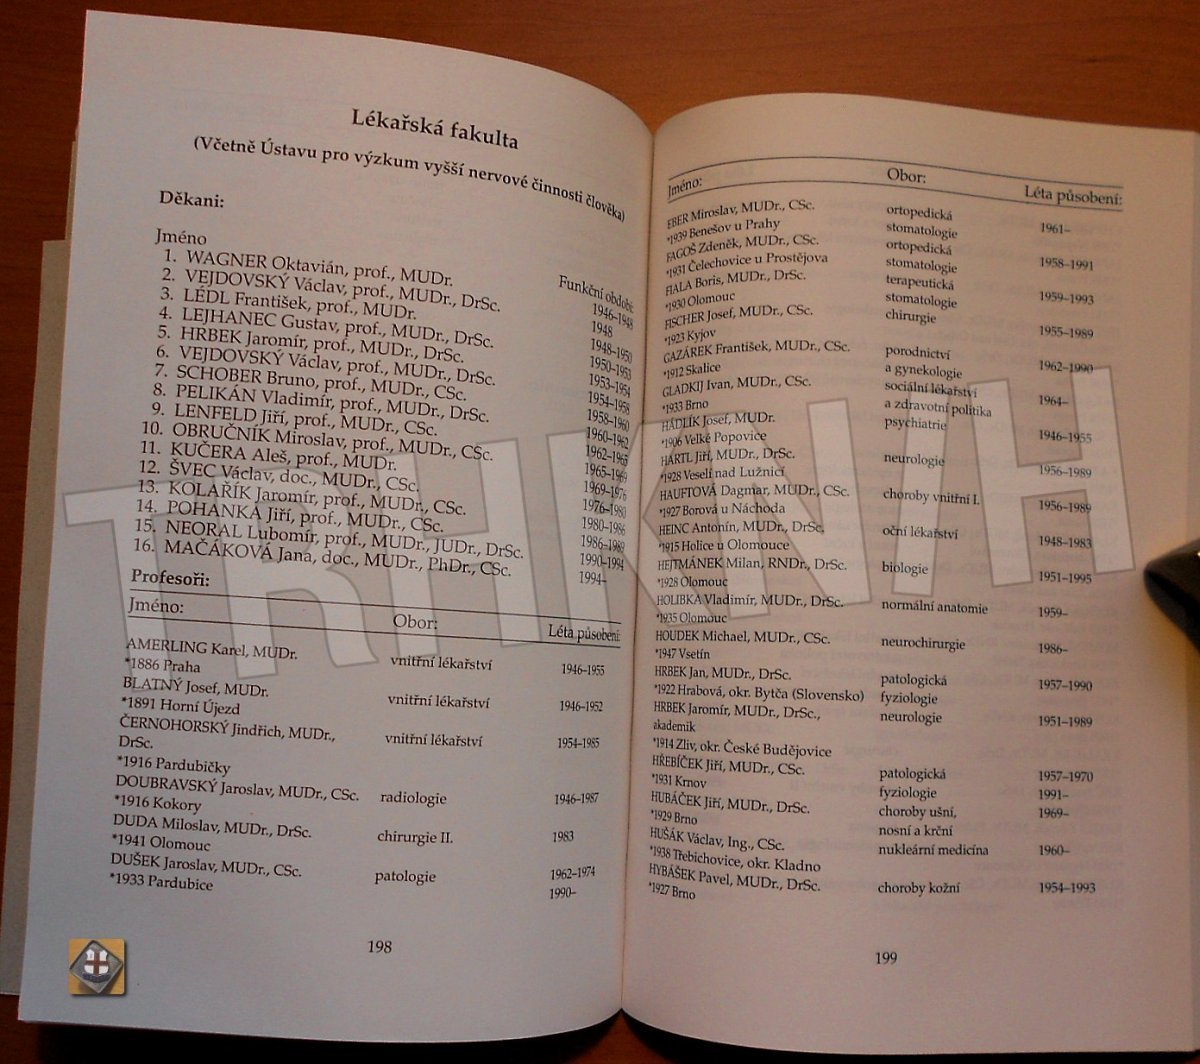 Lékařská fakulta
(Včetně Ústavu pro výzkum vyšší nervové činnosti člověka)
Děkani:
Jméno Funkční období:
1. WAGNER Oktavián, prof., MUDr. 1946–1948
2. VEJDOVSKÝ Václav, prof., MUDr., DrSc. 1948
3. LÉDL František, prof., MUDr. 1948–1950
4. LEJHANEC Gustav, prof., MUDr., DrSc. 1950–1953
5. HRBEK Jaromír, prof., MUDr., DrSc. 1953–1954
6. VEJDOVSKÝ Václav, prof., MUDr., DrSc. 1954–1958
7. SCHOBER Bruno, prof., MUDr., CSc. 1958–1960
8. PELIKÁN Vladimír, prof., MUDr., DrSc. 1960–1962
9. LENFELD Jiří, prof., MUDr., CSc. 1962–1965
10. OBRUČNÍK Miroslav, prof., MUDr., CSc. 1965–1969
11. KUČERA Aleš, prof., MUDr. 1969–1976
12. ŠVEC Václav, doc., MUDr., CSc. 1976–1980
13. KOLAŘÍK Jaromír, prof., MUDr., CSc. 1980–1986
14. POHANKA Jiří, prof., MUDr., CSc. 1986–1989
15. NEORAL Lubomír, prof., MUDr., JUDr., DrSc. 1990–1994
16. MAČÁKOVÁ Jana, doc., MUDr., PhDr., CSc. 1994–
Profesoři:
Jméno: Obor: Léta působení:
AMERLING Karel, MUDr. vnitřní lékařství 1946–1955
*1886 Praha
BLATNÝ Josef, MUDr. vnitřní lékařství 1946–1952
*1891 Horní Újezd
ČERNOHORSKÝ Jindřich, MUDr., vnitřní lékařství 1954–1985
DrSc.
*1916 Pardubičky
DOUBRAVSKÝ Jaroslav, MUDr., CSc. radiologie 1946–1987
*1916 Kokory
DUDA Miloslav, MUDr., DrSc. chirurgie II. 1983
*1941 Olomouc
DUŠEK Jaroslav, MUDr., CSc. patologie 1962–1974
*1933 Pardubice 1990–
198
Jméno: Obor: Léta působení:
EBER Miroslav, MUDr., CSc. ortopedická 1961–
*1939 Benešov u Prahy stomatologie
FAGOŠ Zdeněk, MUDr., CSc. ortopedická 1958–1991
*1931 Čelechovice u Prostějova stomatologie
FIALA Boris, MUDr., DrSc. terapeutická 1959–1993
*1930 Olomouc stomatologie
FISCHER Josef, MUDr., CSc. chirurgie 1955–1989
*1923 Kyjov
GAZÁREK František, MUDr., CSc. porodnictví 1962–1990
*1912 Skalice a gynekologie
GLADKIJ Ivan, MUDr., CSc. sociální lékařství 1964–
*1933 Brno a zdravotní politika
HÁDLÍK Josef, MUDr. psychiatrie 1946–1955
*1906 Velké Popovice
HÁRTL Jiří, MUDr., DrSc. neurologie 1956–1989
*1928 Veselí nad Lužnicí
HAUFTOVÁ Dagmar, MUDr., CSc. choroby vnitřní I. 1956–1989
*1927 Borová u Náchoda
HEINC Antonín, MUDr., DrSc. oční lékařství 1948–1983
*1915 Holice u Olomouce
HEJTMÁNEK Milan, RNDr., DrSc. biologie 1951–1995
*1928 Olomouc
HOLIBKA Vladimír, MUDr., DrSc. normální anatomie 1959–
*1935 Olomouc
HOUDEK Michael, MUDr., CSc. neurochirurgie 1986–
*1947 Vsetín
HRBEK Jan, MUDr., DrSc. patologická 1957–1990
*1922 Hrabová, okr. Bytča (Slovensko) fyziologie
HRBEK Jaromír, MUDr., DrSc., neurologie 1951–1989
akademik
*1914 Zliv, okr. České Budějovice
HŘEBÍČEK Jiří, MUDr., CSc. patologická 1957–1970
*1931 Krnov fyziologie 1991–
HUBÁČEK Jiří, MUDr., DrSc. choroby ušní, 1969–
*1929 Brno nosní a krční
HUŠÁK Václav, Ing., CSc. nukleární medicína 1960–
*1938 Třebichovice, okr. Kladno
HYBÁŠEK Pavel, MUDr., DrSc. choroby kožní 1954–1993
*1927 Brno
199
TRHKNIH